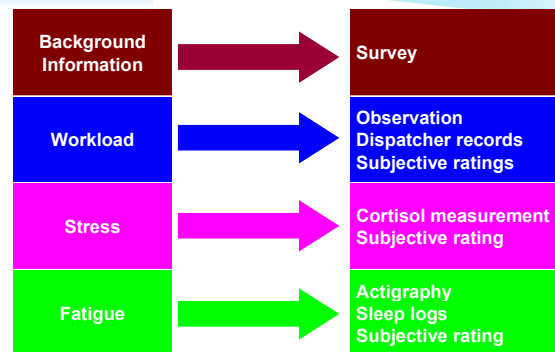 Background
Information
Survey
Workload
Observation
Dispatcher records
Subjective ratings
Stress
Cortisol measurement
Subjective rating
Fatigue
Actigraphy
Sleep logs
Subjective rating